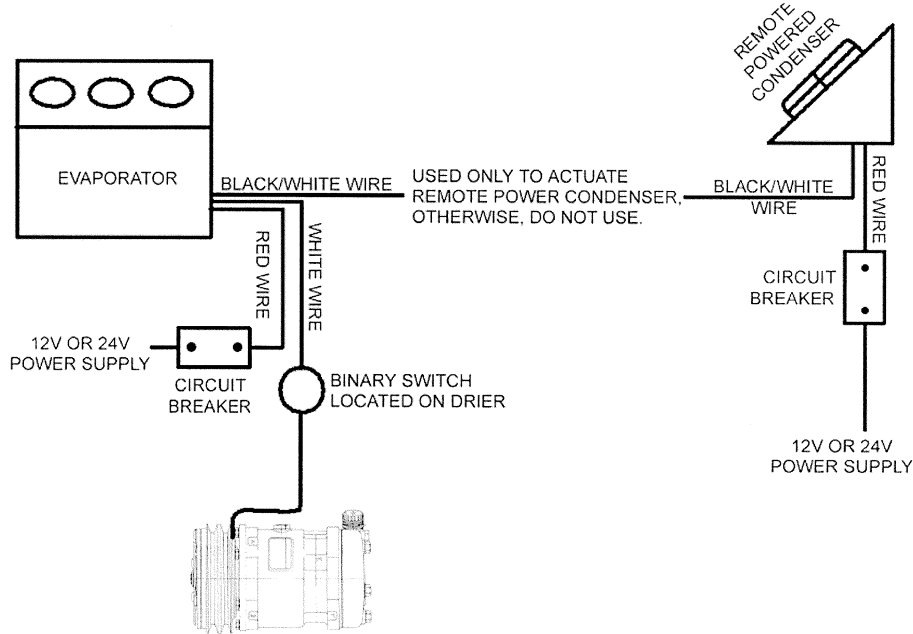 REMOTE
POWERED
CONDENSER
EVAPORATOR
BLACK/WHITE WIRE
USED ONLY TO ACTUATE
REMOTE POWER CONDENSER,
OTHERWISE, DO NOT USE.
BLACK/WHITE
WIRE
RED WIRE
RED WIRE
WHITE WIRE
CIRCUIT
BREAKER
12V OR 24V
POWER SUPPLY
CIRCUIT
BREAKER
BINARY SWITCH
LOCATED ON DRIER
12V OR 24V
POWER SUPPLY